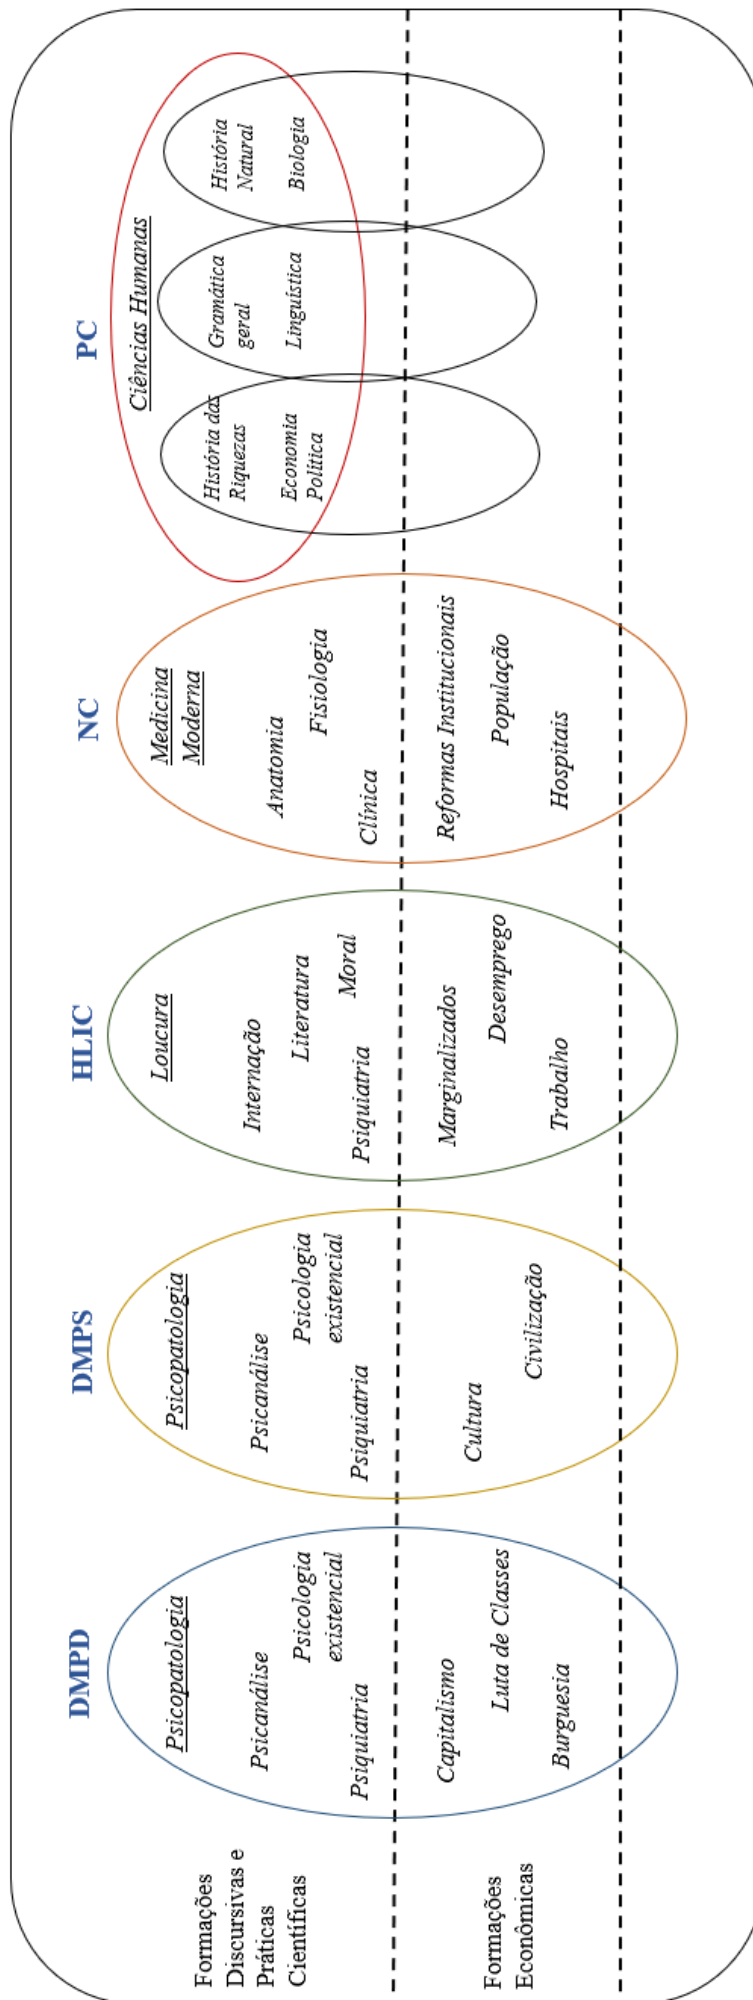 Formações
Discursivas e
Práticas
Científicas
Formações
Econômicas
DMPD
Psicopatologia
Psicanálise
Psicologia
existencial
Psiquiatria
Capitalismo
Luta de Classes
Burguesia
DMPS
Psicopatologia
Psicanálise
Psicologia
existencial
Psiquiatria
Cultura
Civilização
HLIC
Loucura
Internação
Literatura
Moral
Psiquiatria
Marginalizados
Desemprego
Trabalho
NC
Medicina
Moderna
Anatomia
Fisiologia
Clínica
Reformas Institucionais
População
Hospitais
PC
Ciências Humanas
História das
Riquezas
Economia
Política
Gramática
geral
Linguística
História
Natural
Biologia